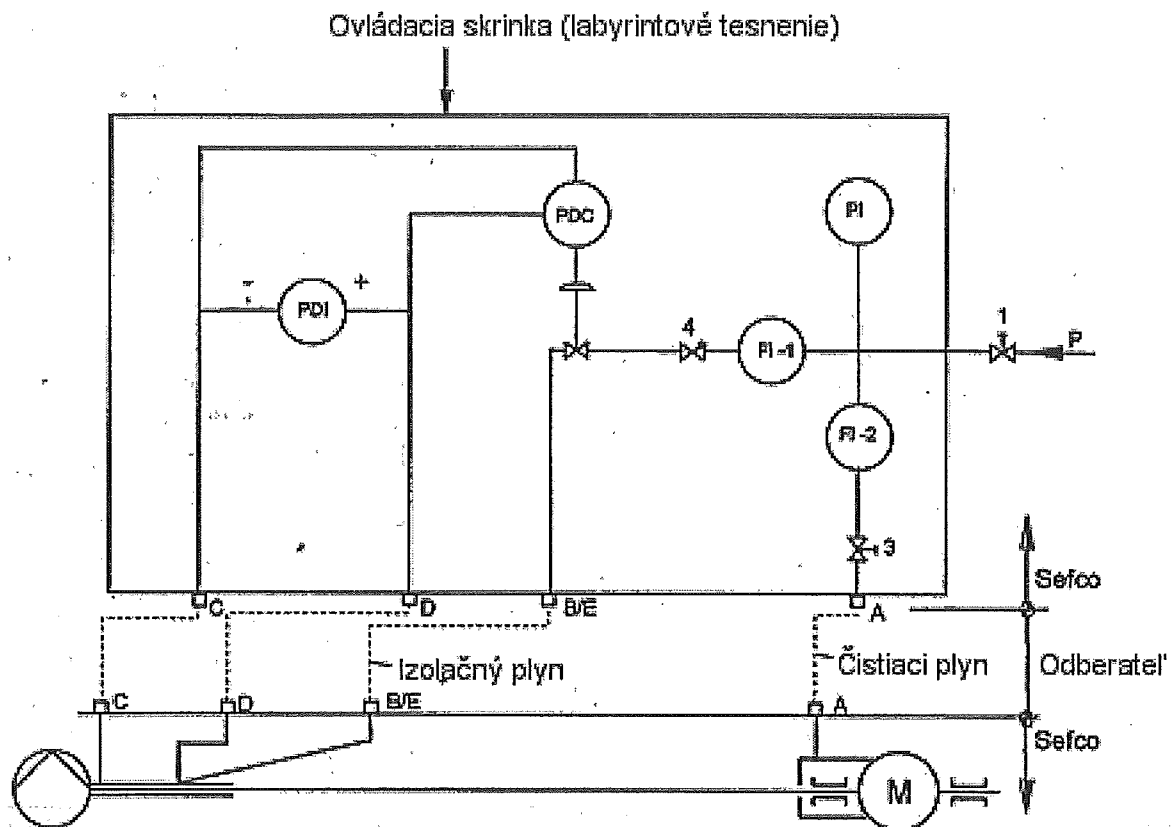 Ovládacia skrinka (labyrintové tesnenie)
PDC
PI
PDI
+
4
FI-1
1
P
FI-2
3
C
D
B/E
A
Sefco
Izolačný plyn
Čistiaci plyn
Odberateľ
C
D
B/E
A
Sefco
M